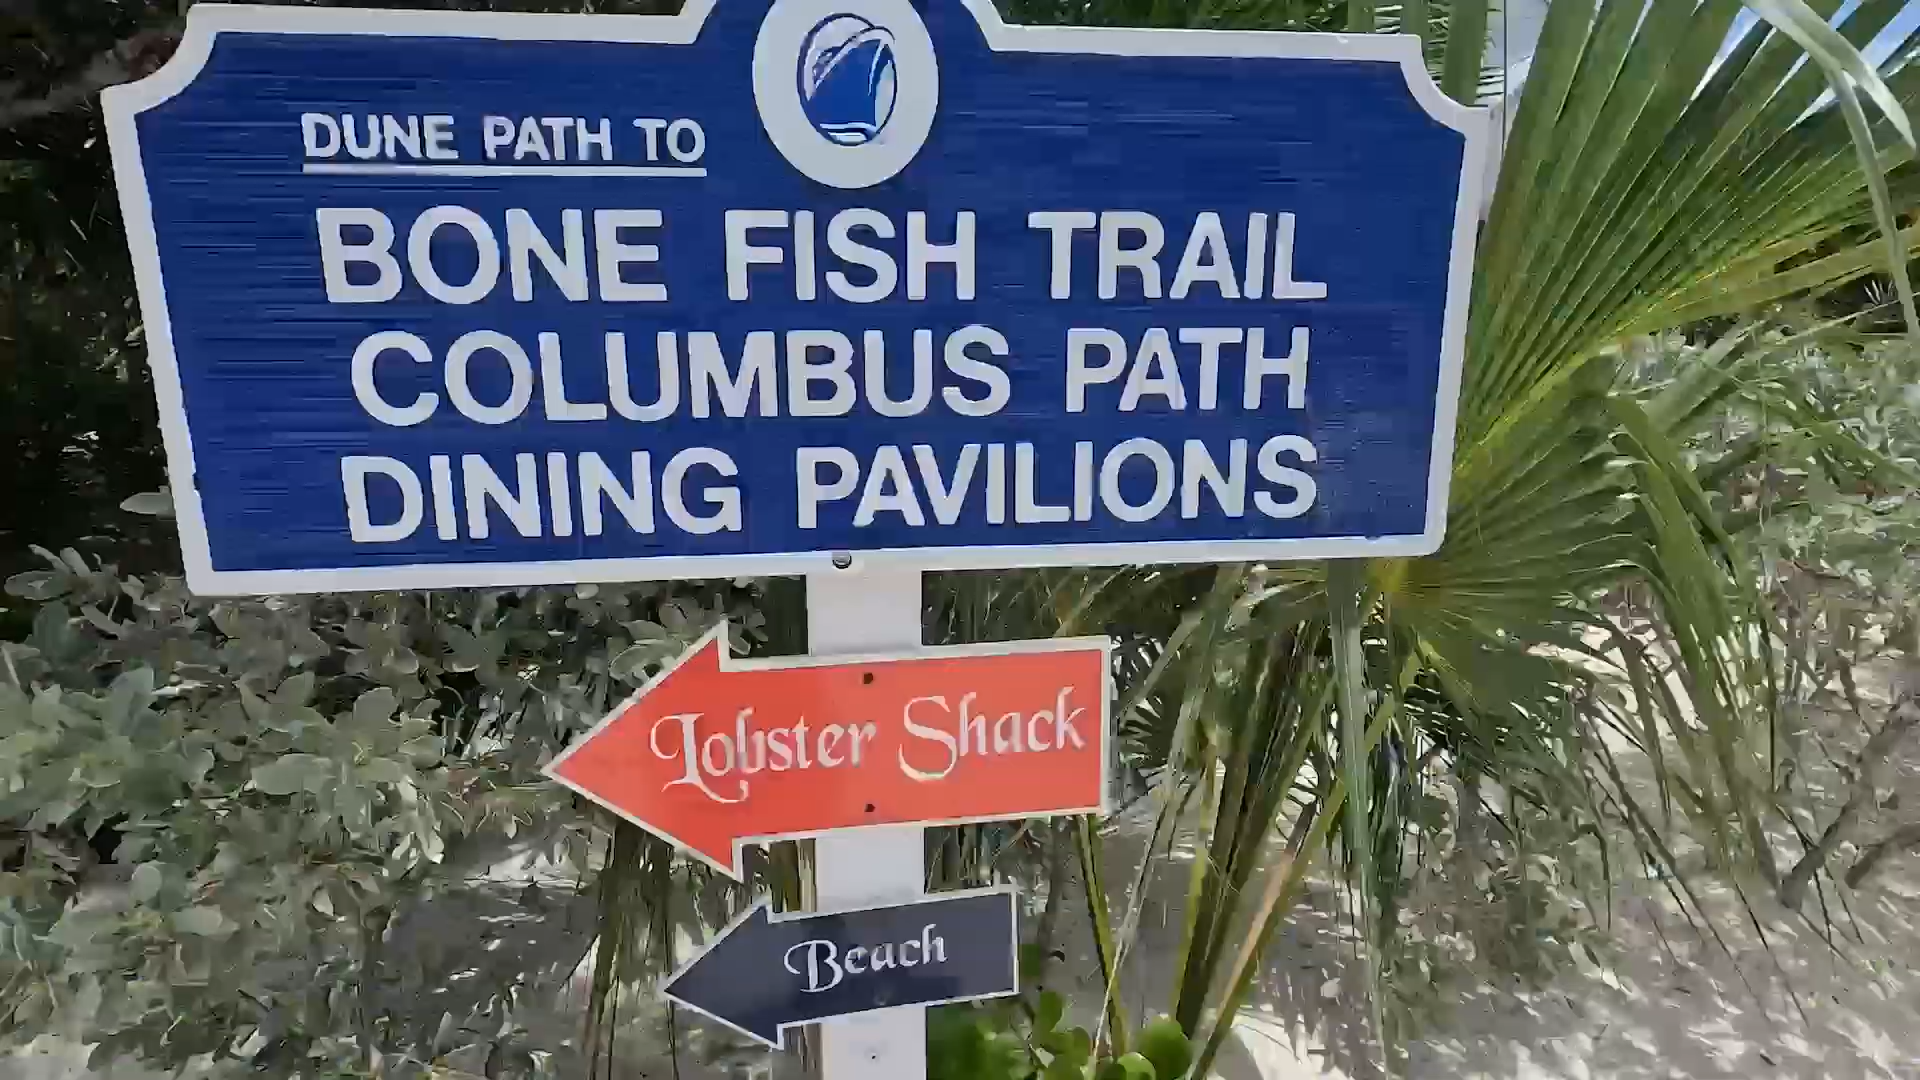 DUNE PATH TO
BONE FISH TRAIL
COLUMBUS PATH
DINING PAVILIONS
Lobster Shack
Beach